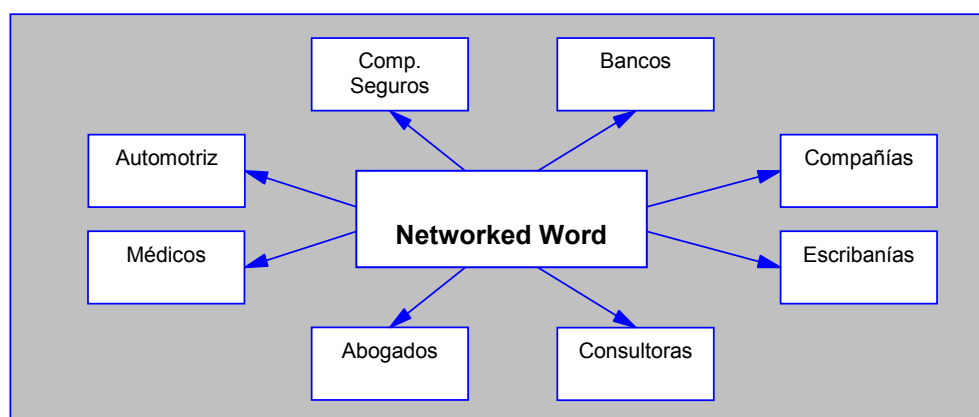 Comp.
Seguros
Bancos
Automotriz
Compañías
Networked Word
Médicos
Escribanías
Abogados
Consultoras